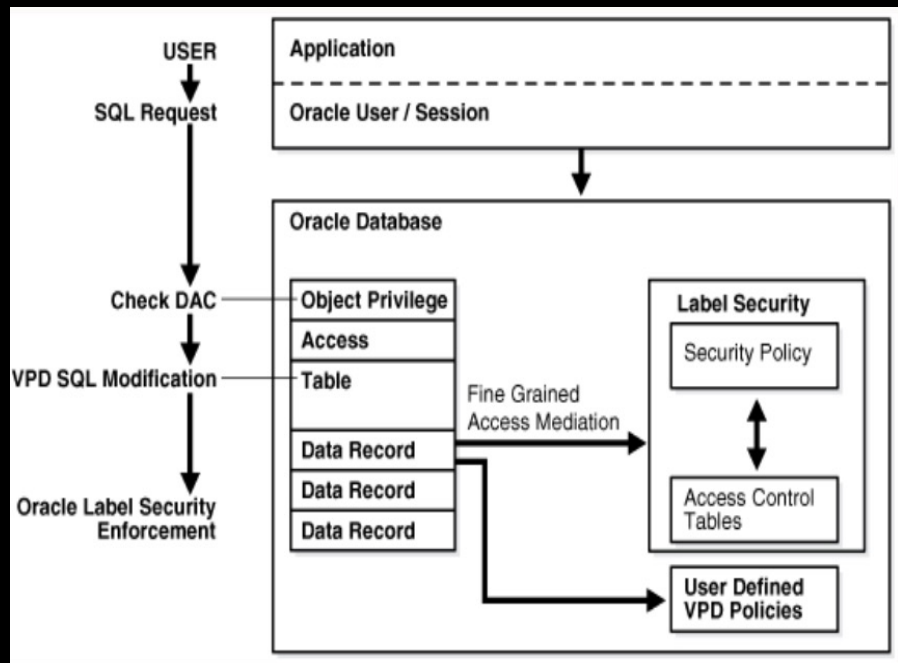 USER
SQL Request
Check DAC
VPD SQL Modification
Oracle Label Security
Enforcement
Application
Oracle User / Session
Oracle Database
Object Privilege
Access
Table
Data Record
Data Record
Data Record
Fine Grained
Access Mediation
Label Security
Security Policy
Access Control
Tables
User Defined
VPD Policies